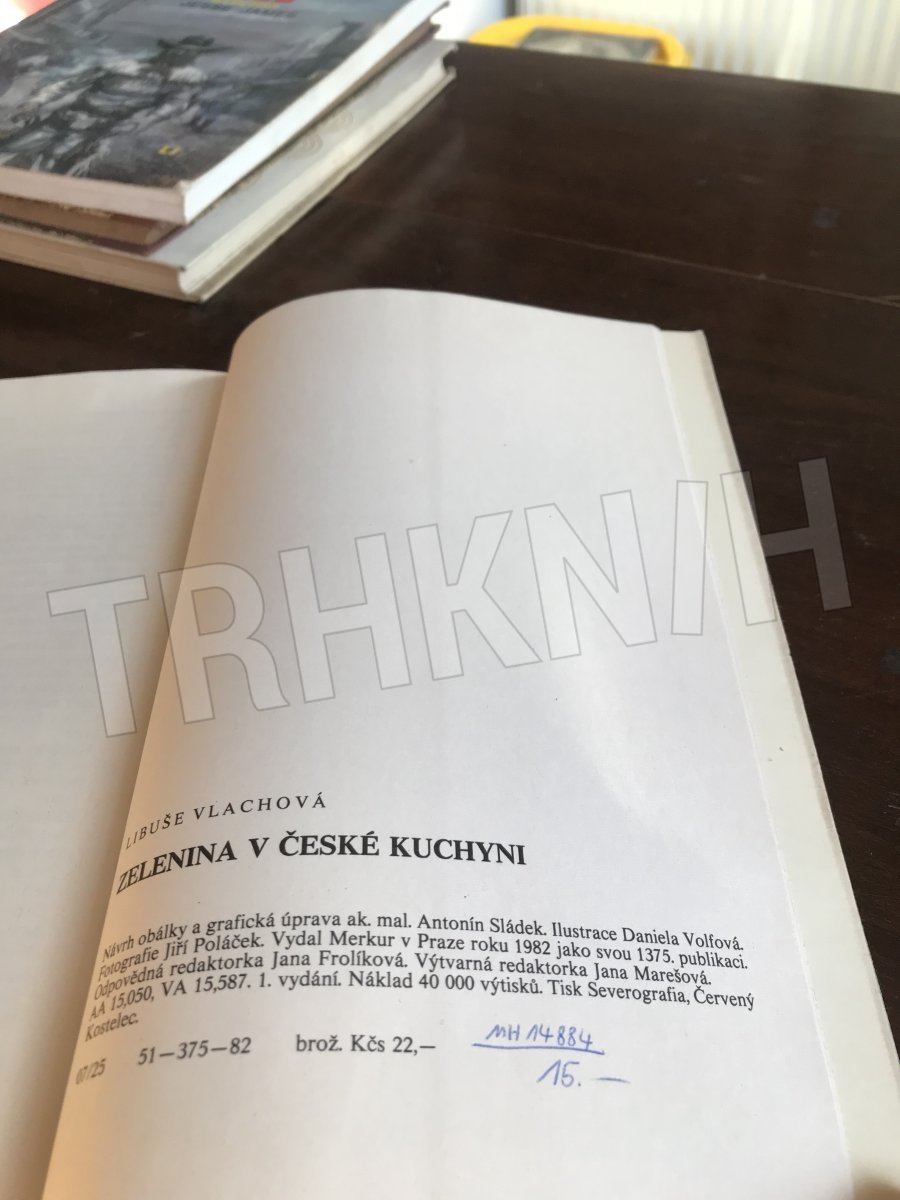 TRHKNIH
LIBUŠE VLACHOVÁ
ZELENINA V ČESKÉ KUCHYNI
Návrh obálky a grafická úprava ak. mal. Antonín Sládek. Ilustrace Daniela Volfová.
Fotografie Jiří Poláček. Vydal Merkur v Praze roku 1982 jako svou 1375. publikaci.
Odpovědná redaktorka Jana Frolíková. Výtvarná redaktorka Jana Marešová.
AA 15,050, VA 15,587. 1. vydání. Náklad 40 000 výtisků. Tisk Severografia, Červený
Kostelec.
07/25 51—375—82 brož. Kčs 22,— MH 14884
15.—